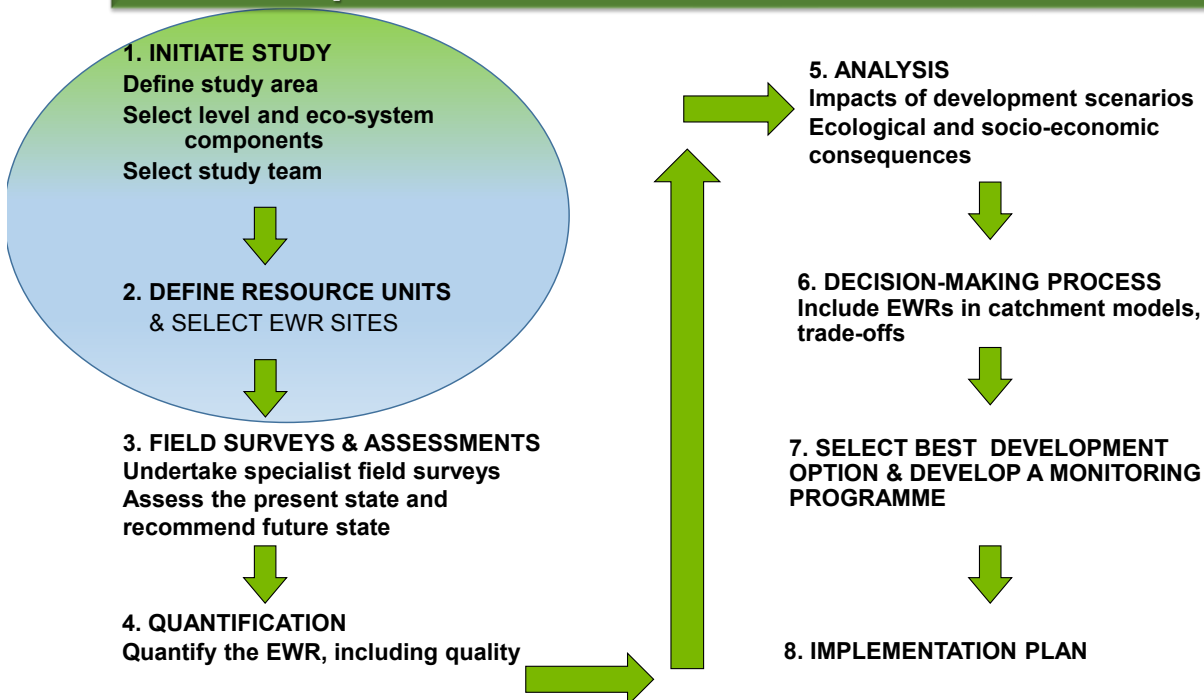 1. INITIATE STUDY
Define study area
Select level and eco-system
components
Select study team
2. DEFINE RESOURCE UNITS
& SELECT EWR SITES
3. FIELD SURVEYS & ASSESSMENTS
Undertake specialist field surveys
Assess the present state and
recommend future state
4. QUANTIFICATION
Quantify the EWR, including quality
5. ANALYSIS
Impacts of development scenarios
Ecological and socio-economic
consequences
6. DECISION-MAKING PROCESS
Include EWRs in catchment models,
trade-offs
7. SELECT BEST DEVELOPMENT
OPTION & DEVELOP A MONITORING
PROGRAMME
8. IMPLEMENTATION PLAN